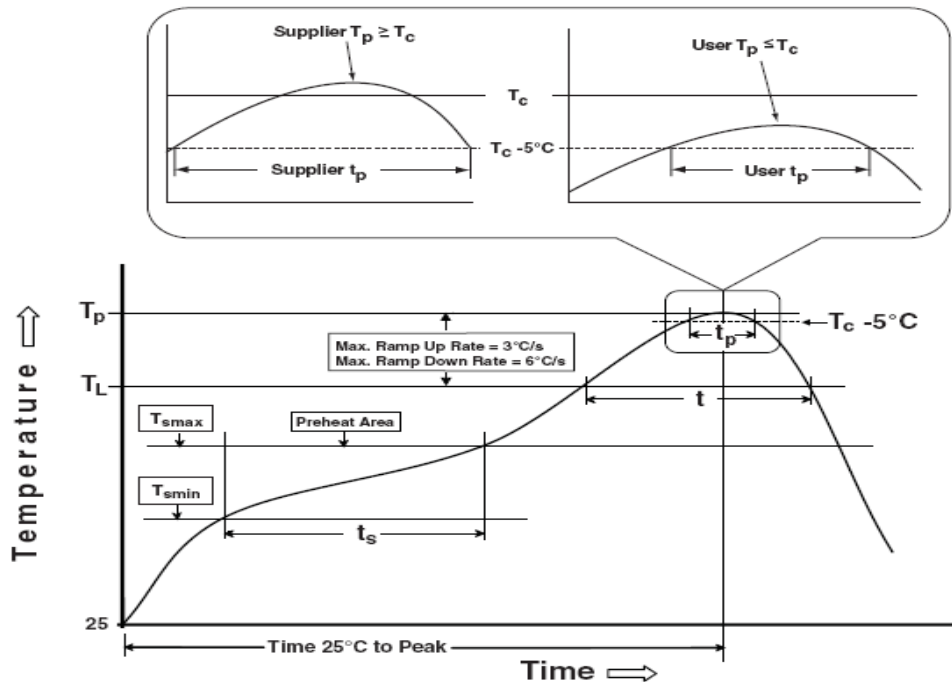 Supplier Tp ≥ Tc
User Tp ≤ Tc
Tc
Tc -5°C
Supplier tp
User tp
Tp
Tc -5°C
tp
Max. Ramp Up Rate = 3°C/s
Max. Ramp Down Rate = 6°C/s
TL
t
Tsmax
Preheat Area
Tsmin
ts
Temperature
25
Time 25°C to Peak
Time